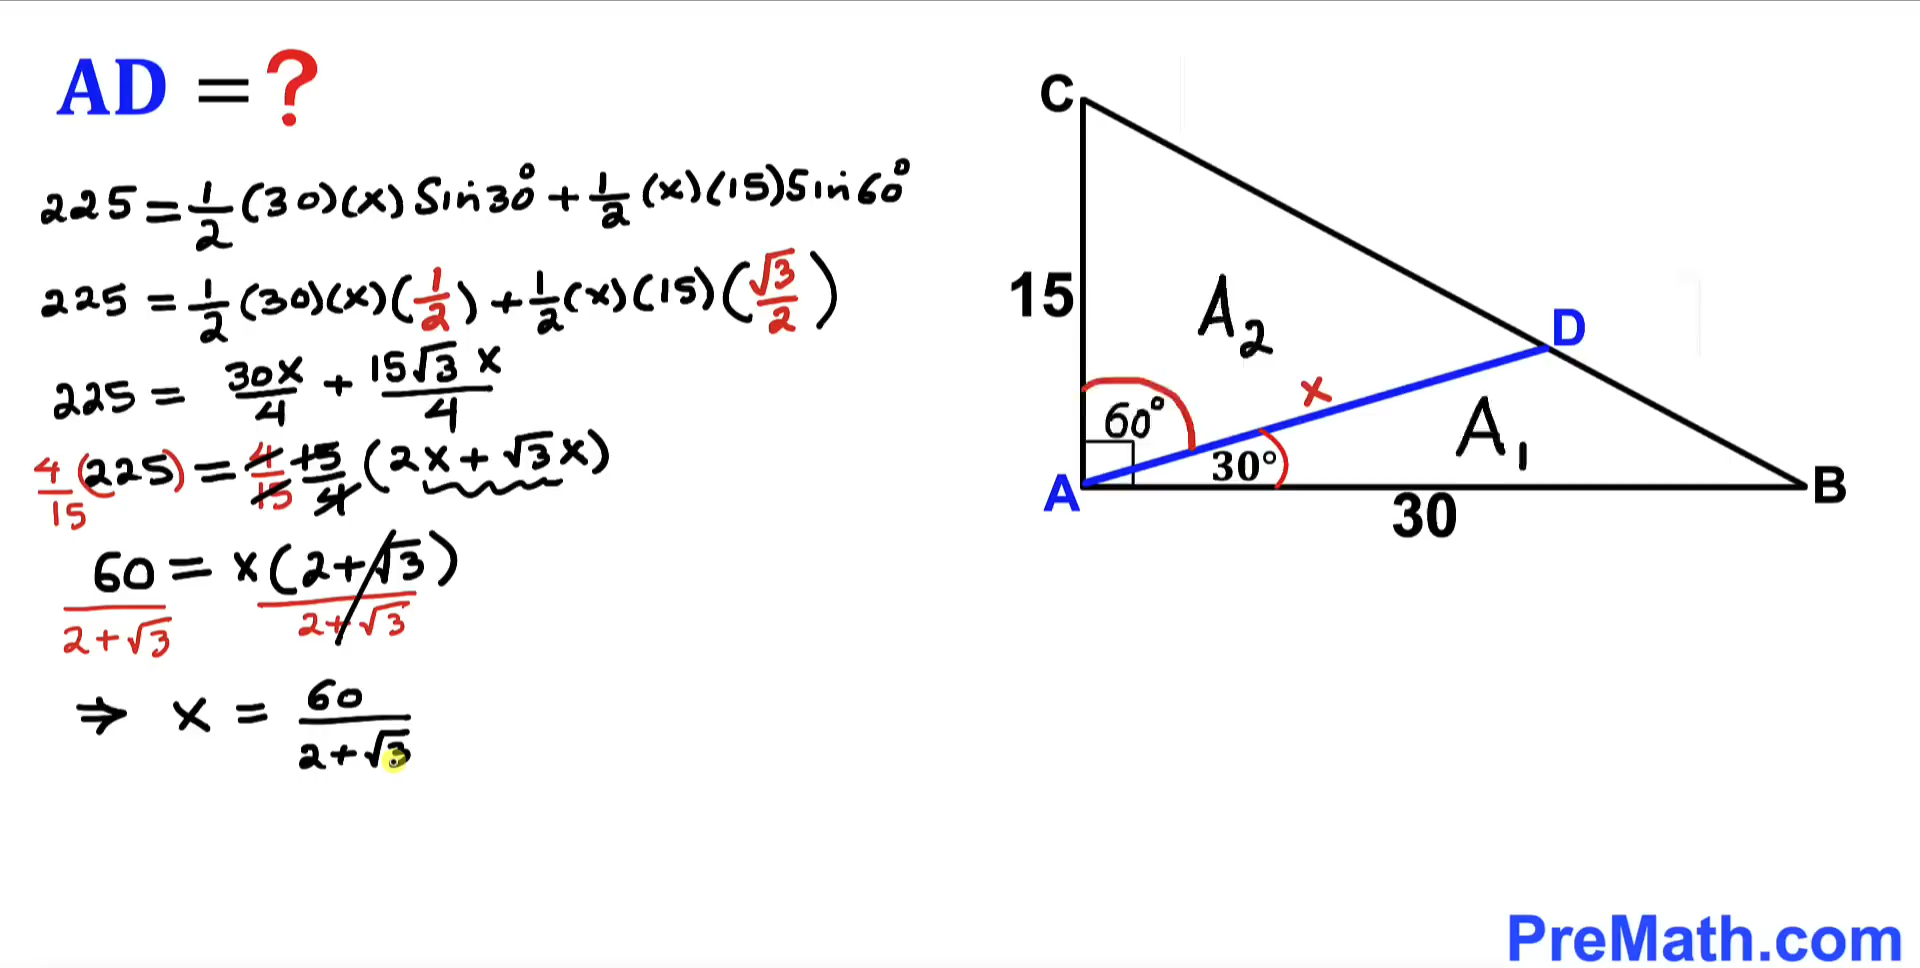 AD = ?
225 = 1/2 (30)(x) Sin30° + 1/2 (x)(15) Sin60°
225 = 1/2 (30)(x)(1/2) + 1/2 (x)(15)(√3/2)
225 = 30x/4 + 15√3 x/4
4/15 (225) = 4/15 15/4 (2x + √3 x)
60/(2+√3) = x(2+√3)/(2+√3)
⇒ x = 60/(2+√3)
C
15
A₂
D
x
60°
A₁
30°
A
B
30
PreMath.com